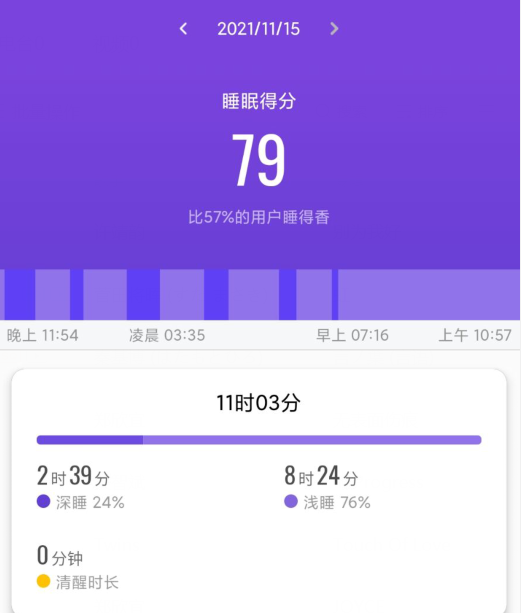 2021/11/15
睡眠得分
79
比57%的用户睡得香
晚上 11:54 凌晨 03:35 早上 07:16 上午 10:57
11时03分
2时39分 8时24分
深睡 24% 浅睡 76%
0分钟
清醒时长